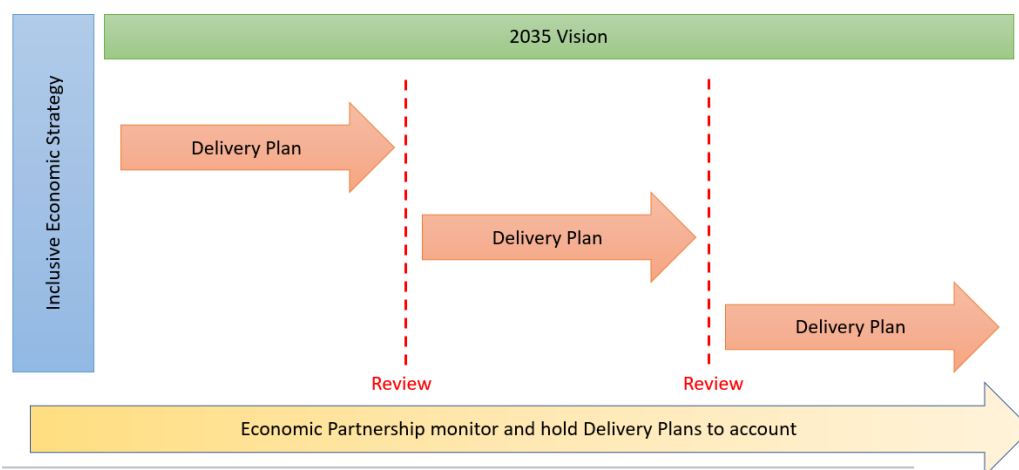 2035 Vision
Inclusive Economic Strategy
Delivery Plan
Delivery Plan
Delivery Plan
Review
Review
Economic Partnership monitor and hold Delivery Plans to account